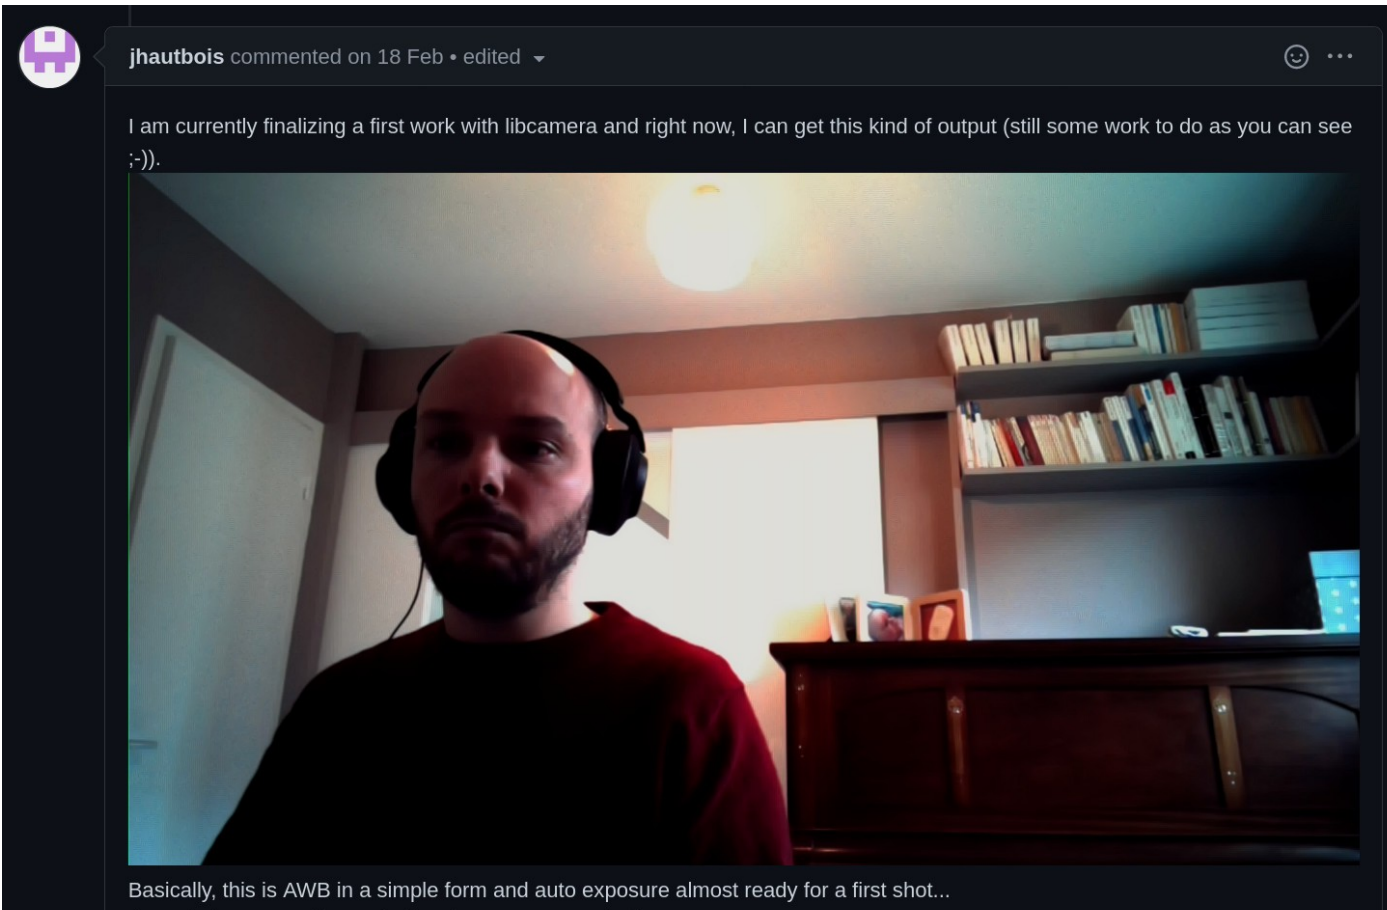 jhautbois commented on 18 Feb • edited
I am currently finalizing a first work with libcamera and right now, I can get this kind of output (still some work to do as you can see
;-)).
Basically, this is AWB in a simple form and auto exposure almost ready for a first shot...